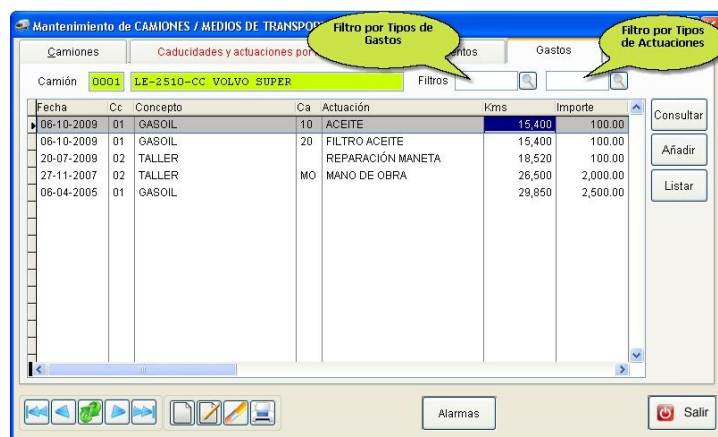 Mantenimiento de CAMIONES / MEDIOS DE TRANSPOR
Filtro por Tipos de
Gastos
Filtro por Tipos
de Actuaciones
Camiones
Caducidades y actuaciones por
Gastos
Camión 0001 LE-2510-CC VOLVO SUPER Filtros
Fecha Cc Concepto Ca Actuación Kms Importe
06-10-2009 01 GASOIL 10 ACEITE 15,400 100.00
06-10-2009 01 GASOIL 20 FILTRO ACEITE 15,400 100.00
20-07-2009 02 TALLER REPARACIÓN MANETA 18,520 100.00
27-11-2007 02 TALLER MO MANO DE OBRA 26,500 2,000.00
06-04-2005 01 GASOIL 29,850 2,500.00
Consultar
Añadir
Listar
Alarmas
Salir